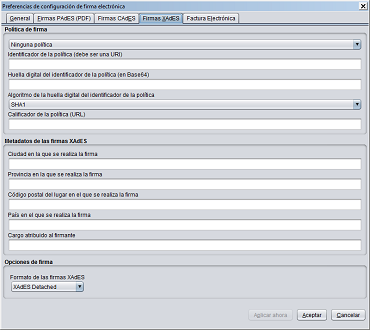 Preferencias de configuración de firma electrónica
General Firmas PAdES (PDF) Firmas CAdES Firmas XAdES Factura Electrónica
Política de firma
Ninguna política
Identificador de la política (debe ser una URI)
Huella digital del identificador de la política (en Base64)
Algoritmo de la huella digital del identificador de la política
SHA1
Calificador de la política (URL)
Metadatos de las firmas XAdES
Ciudad en la que se realiza la firma
Provincia en la que se realiza la firma
Código postal del lugar en el que se realiza la firma
País en el que se realiza la firma
Cargo atribuido al firmante
Opciones de firma
Formato de las firmas XAdES
XAdES Detached
Aplicar ahora Aceptar Cancelar